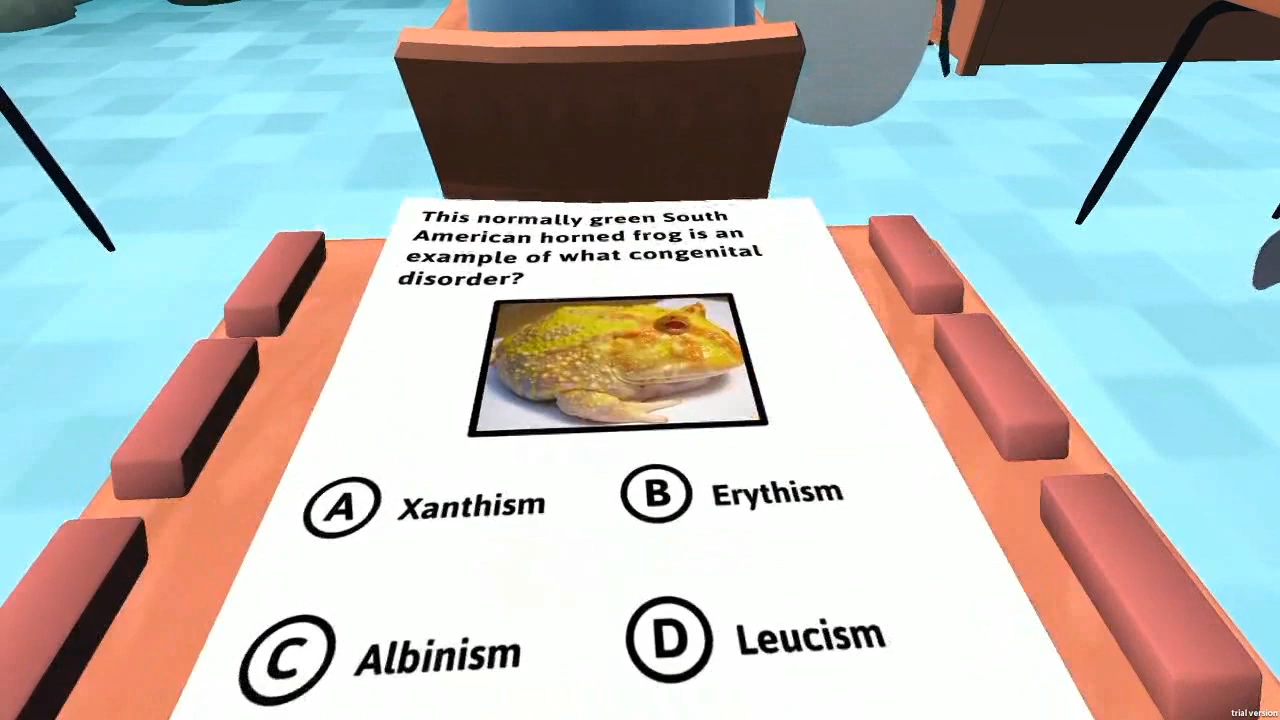 This normally green South
American horned frog is an
example of what congenital
disorder?
A Xanthism
B Erythism
C Albinism
D Leucism
trial version